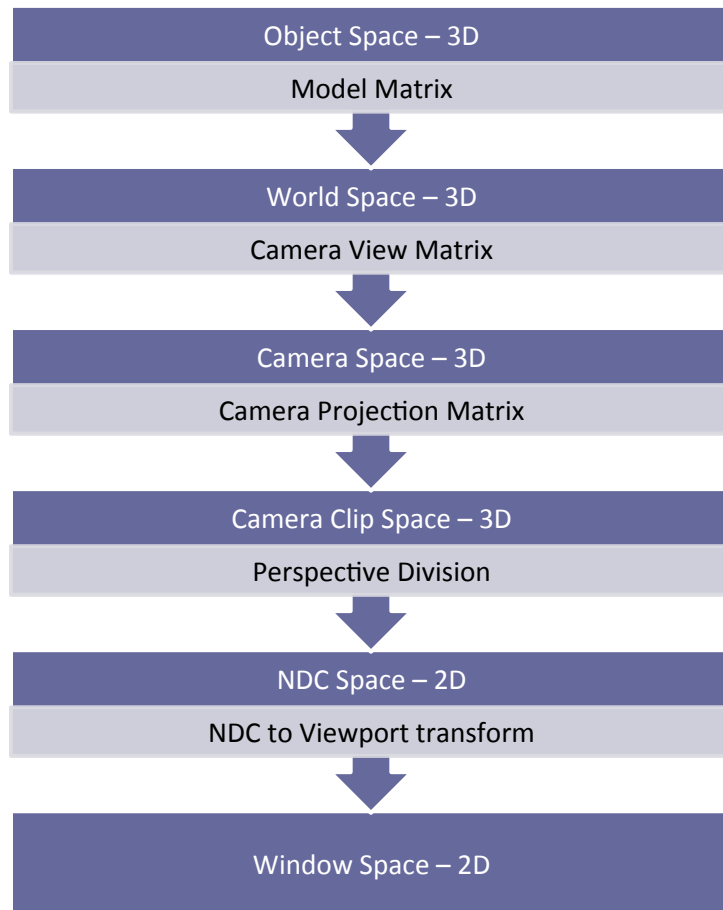 Object Space – 3D
Model Matrix
World Space – 3D
Camera View Matrix
Camera Space – 3D
Camera Projection Matrix
Camera Clip Space – 3D
Perspective Division
NDC Space – 2D
NDC to Viewport transform
Window Space – 2D